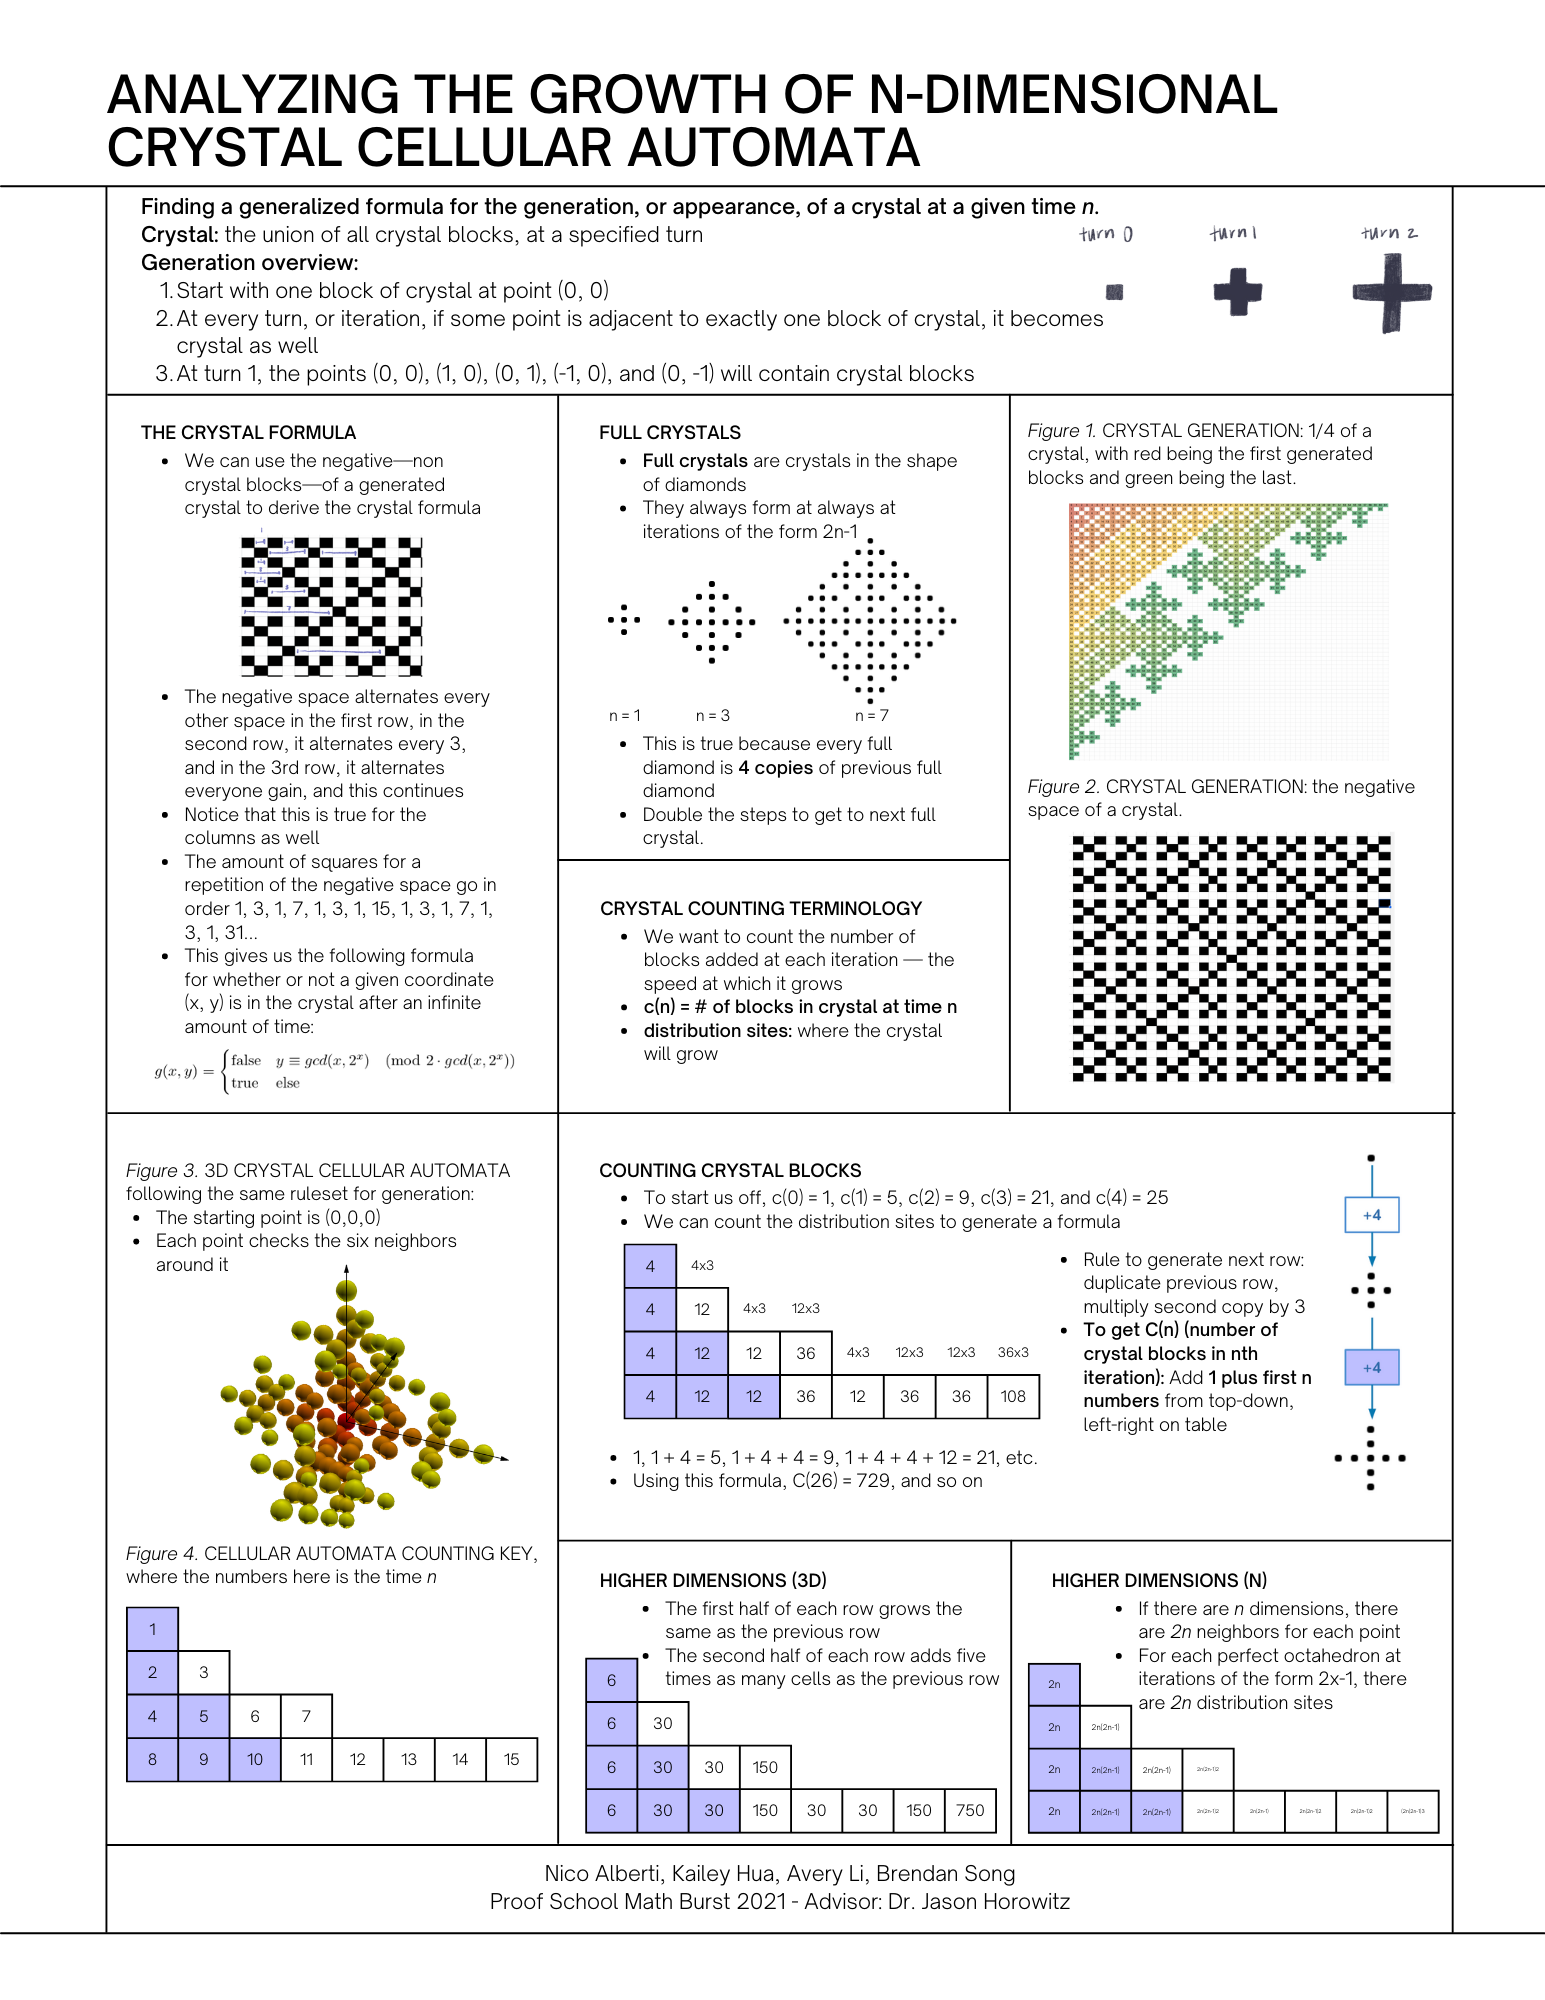 ANALYZING THE GROWTH OF N-DIMENSIONAL
CRYSTAL CELLULAR AUTOMATA
Finding a generalized formula for the generation, or appearance, of a crystal at a given time n.
Crystal: the union of all crystal blocks, at a specified turn
Generation overview:
1. Start with one block of crystal at point (0, 0)
2. At every turn, or iteration, if some point is adjacent to exactly one block of crystal, it becomes
crystal as well
3. At turn 1, the points (0, 0), (1, 0), (0, 1), (-1, 0), and (0, -1) will contain crystal blocks
turn 0 turn 1 turn 2
THE CRYSTAL FORMULA
• We can use the negative—non
crystal blocks—of a generated
crystal to derive the crystal formula
• The negative space alternates every
other space in the first row, in the
second row, it alternates every 3,
and in the 3rd row, it alternates
everyone gain, and this continues
• Notice that this is true for the
columns as well
• The amount of squares for a
repetition of the negative space go in
order 1, 3, 1, 7, 1, 3, 1, 15, 1, 3, 1, 7, 1,
3, 1, 31...
• This gives us the following formula
for whether or not a given coordinate
(x, y) is in the crystal after an infinite
amount of time:
g(x, y) = { false y ≡ gcd(x, 2^x) (mod 2 · gcd(x, 2^x))
true else
FULL CRYSTALS
• Full crystals are crystals in the shape
of diamonds
• They always form at always at
iterations of the form 2n-1
n = 1 n = 3 n = 7
• This is true because every full
diamond is 4 copies of previous full
diamond
• Double the steps to get to next full
crystal.
CRYSTAL COUNTING TERMINOLOGY
• We want to count the number of
blocks added at each iteration — the
speed at which it grows
• c(n) = # of blocks in crystal at time n
• distribution sites: where the crystal
will grow
Figure 1. CRYSTAL GENERATION: 1/4 of a
crystal, with red being the first generated
blocks and green being the last.
Figure 2. CRYSTAL GENERATION: the negative
space of a crystal.
Figure 3. 3D CRYSTAL CELLULAR AUTOMATA
following the same ruleset for generation:
• The starting point is (0,0,0)
• Each point checks the six neighbors
around it
Figure 4. CELLULAR AUTOMATA COUNTING KEY,
where the numbers here is the time n
1
2 3
4 5 6 7
8 9 10 11 12 13 14 15
COUNTING CRYSTAL BLOCKS
• To start us off, c(0) = 1, c(1) = 5, c(2) = 9, c(3) = 21, and c(4) = 25
• We can count the distribution sites to generate a formula
4 4x3
4 12 4x3 12x3
4 12 12 36 4x3 12x3 12x3 36x3
4 12 12 36 12 36 36 108
• Rule to generate next row:
duplicate previous row,
multiply second copy by 3
• To get C(n) (number of
crystal blocks in nth
iteration): Add 1 plus first n
numbers from top-down,
left-right on table
+4
+4
• 1, 1 + 4 = 5, 1 + 4 + 4 = 9, 1 + 4 + 4 + 12 = 21, etc.
• Using this formula, C(26) = 729, and so on
HIGHER DIMENSIONS (3D)
• The first half of each row grows the
same as the previous row
• The second half of each row adds five
times as many cells as the previous row
6
6 30
6 30 30 150
6 30 30 150 30 30 150 750
HIGHER DIMENSIONS (N)
• If there are n dimensions, there
are 2n neighbors for each point
• For each perfect octahedron at
iterations of the form 2x-1, there
are 2n distribution sites
2n
2n 2n(2n-1)
2n 2n(2n-1) 2n(2n-1) 2n(2n-1)2
2n 2n(2n-1) 2n(2n-1) 2n(2n-1)2 2n(2n-1) 2n(2n-1)2 2n(2n-1)2 (2n(2n-1)3
Nico Alberti, Kailey Hua, Avery Li, Brendan Song
Proof School Math Burst 2021 - Advisor: Dr. Jason Horowitz